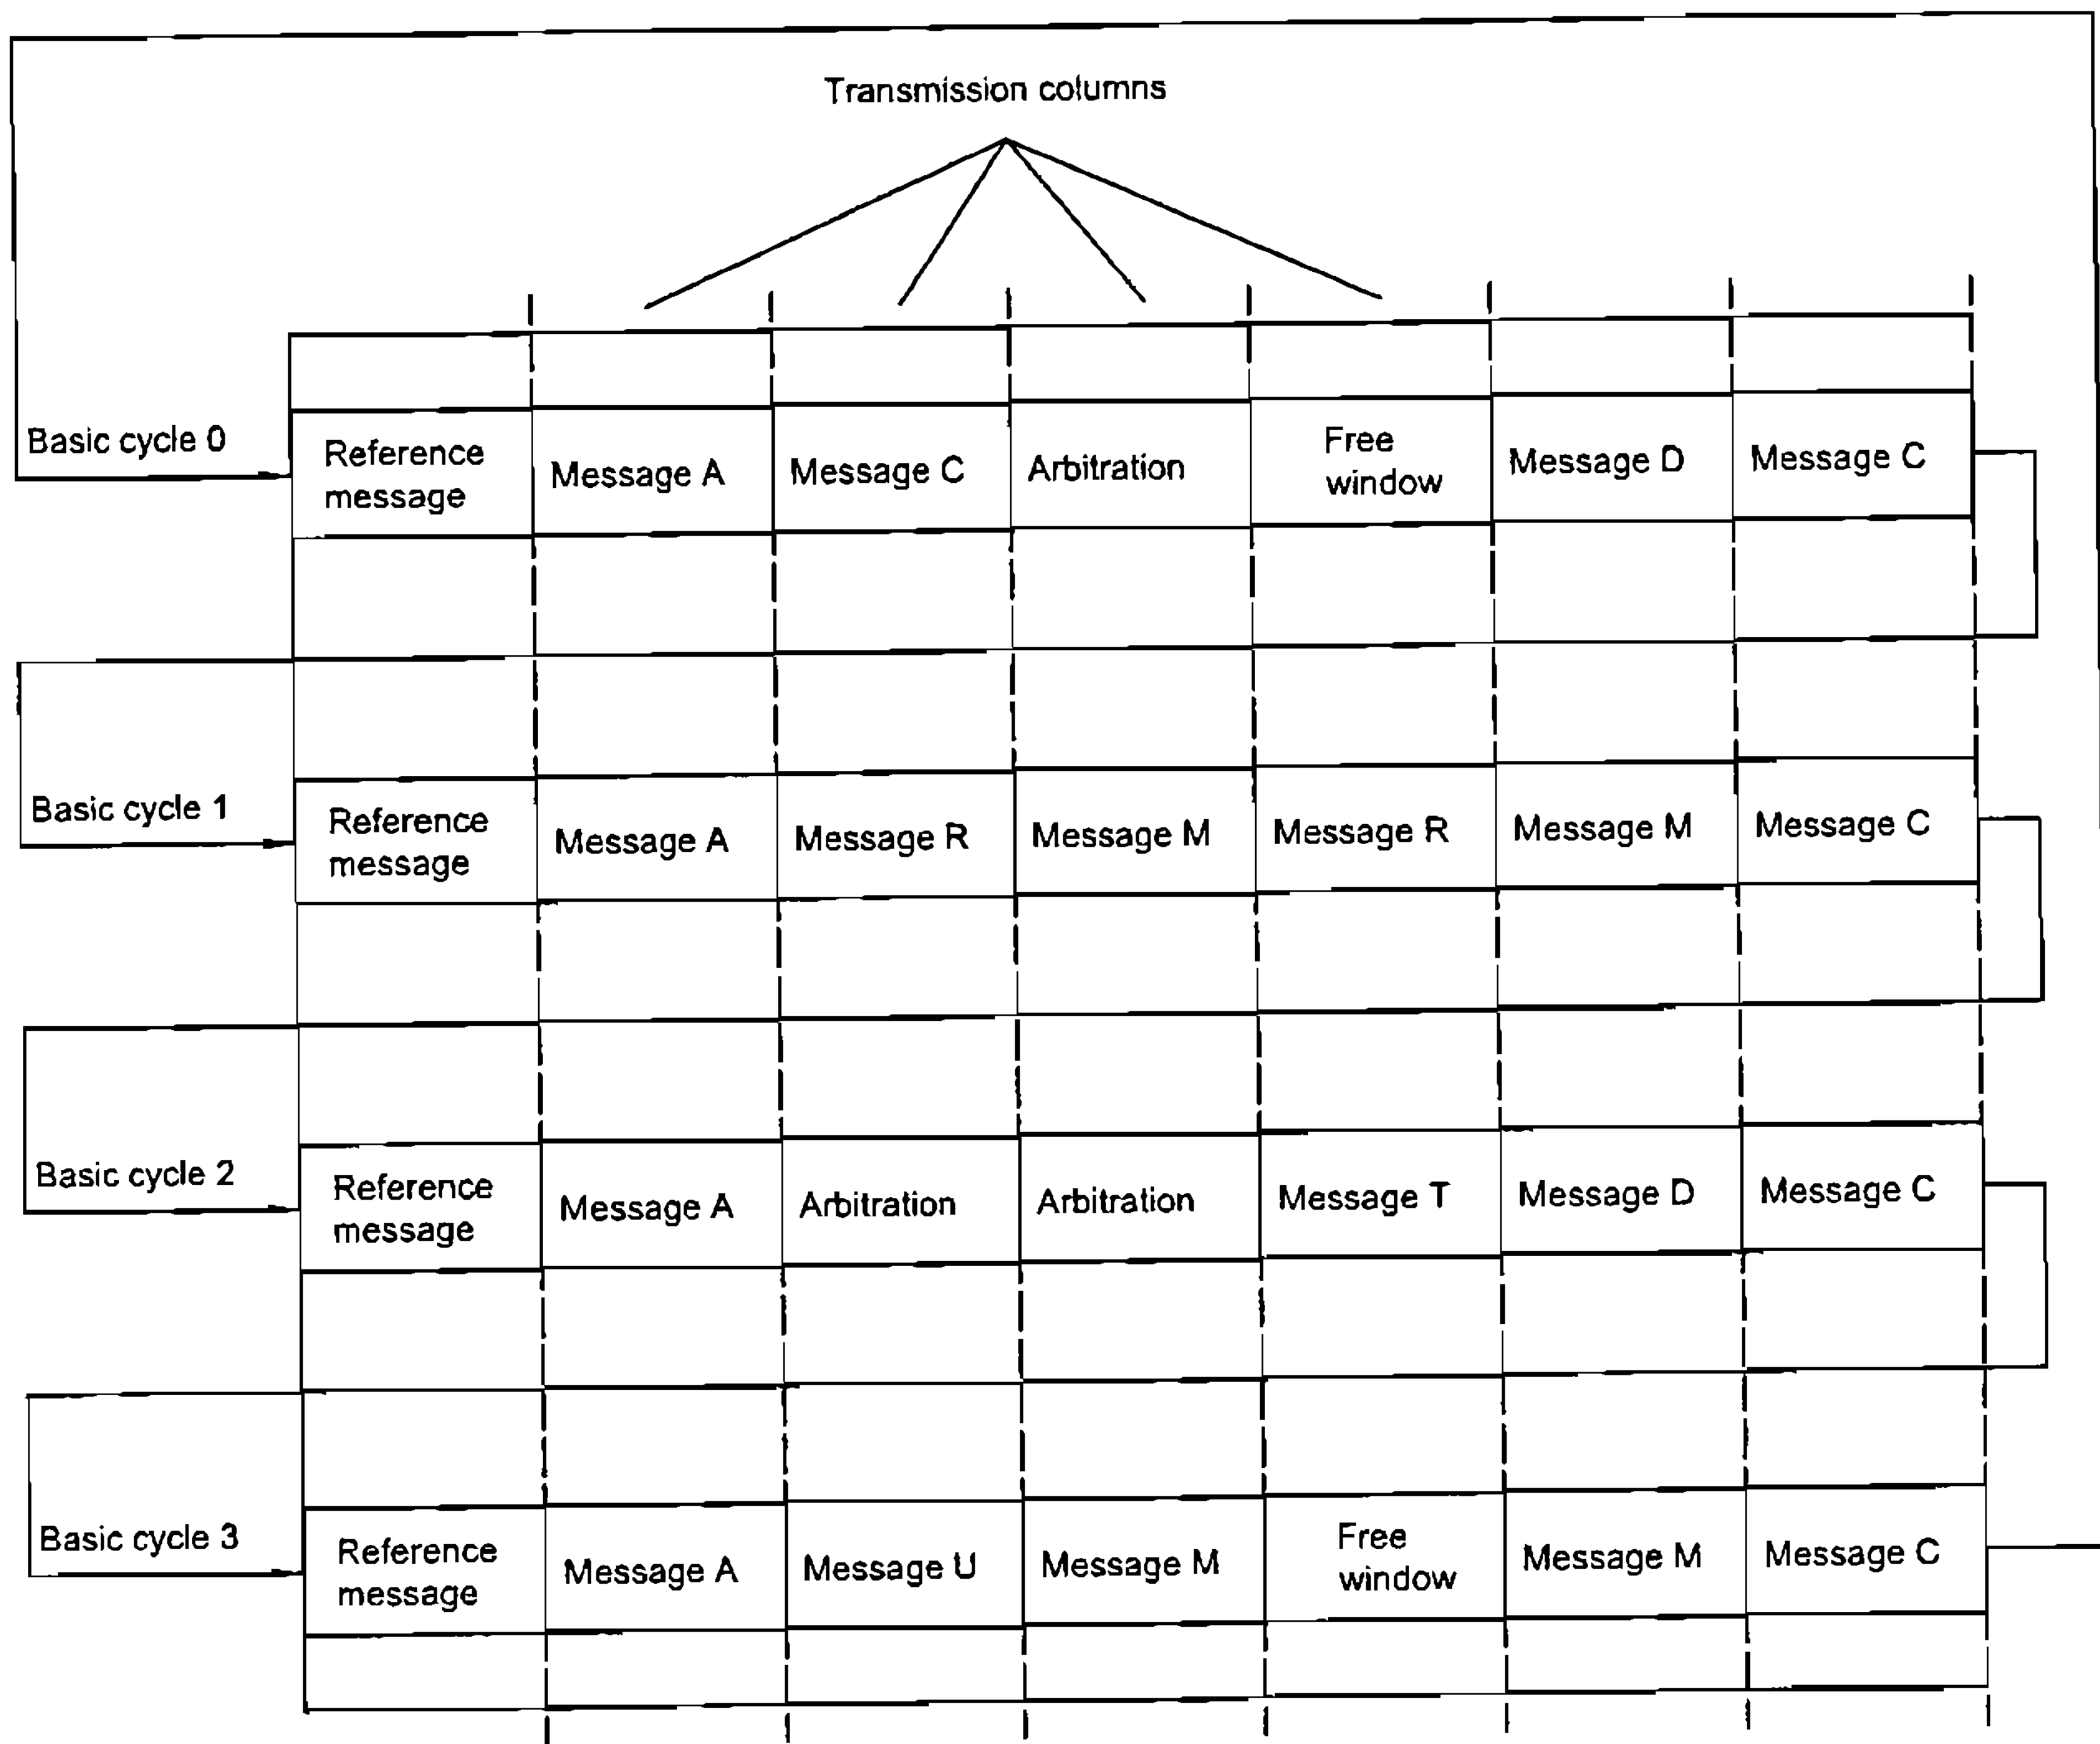 Transmission columns
Basic cycle 0
Reference
message
Message A
Message C
Arbitration
Free
window
Message D
Message C
Basic cycle 1
Reference
message
Message A
Message R
Message M
Message R
Message M
Message C
Basic cycle 2
Reference
message
Message A
Arbitration
Arbitration
Message T
Message D
Message C
Basic cycle 3
Reference
message
Message A
Message U
Message M
Free
window
Message M
Message C